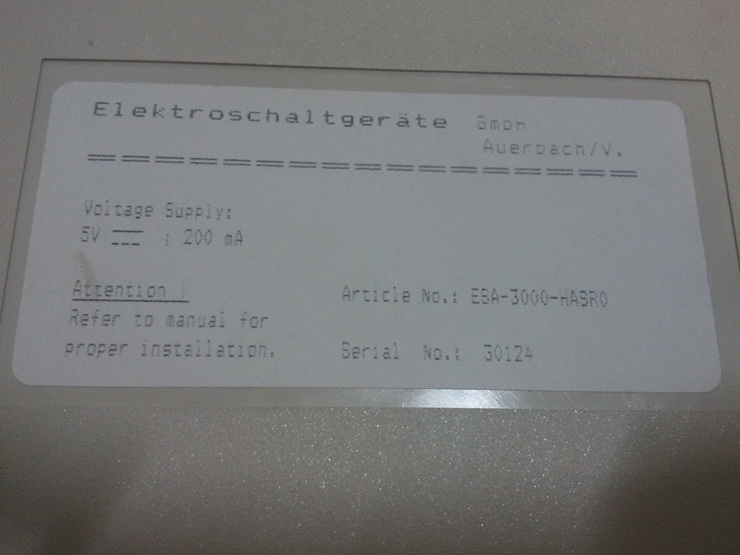 Elektroschaltgeräte GmbH
Auerbach/V.
Voltage Supply:
5V ⎓ ; 200 mA
Attention !
Refer to manual for
proper installation.
Article No.: ESA-3000-HASRO
Serial No.: 30124